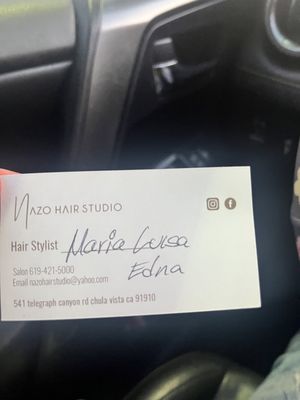 NAZO HAIR STUDIO
Hair Stylist Maria Luisa
Edna
Salon 619-421-5000
Email nazohairstudio@yahoo.com
541 telegraph canyon rd chula vista ca 91910